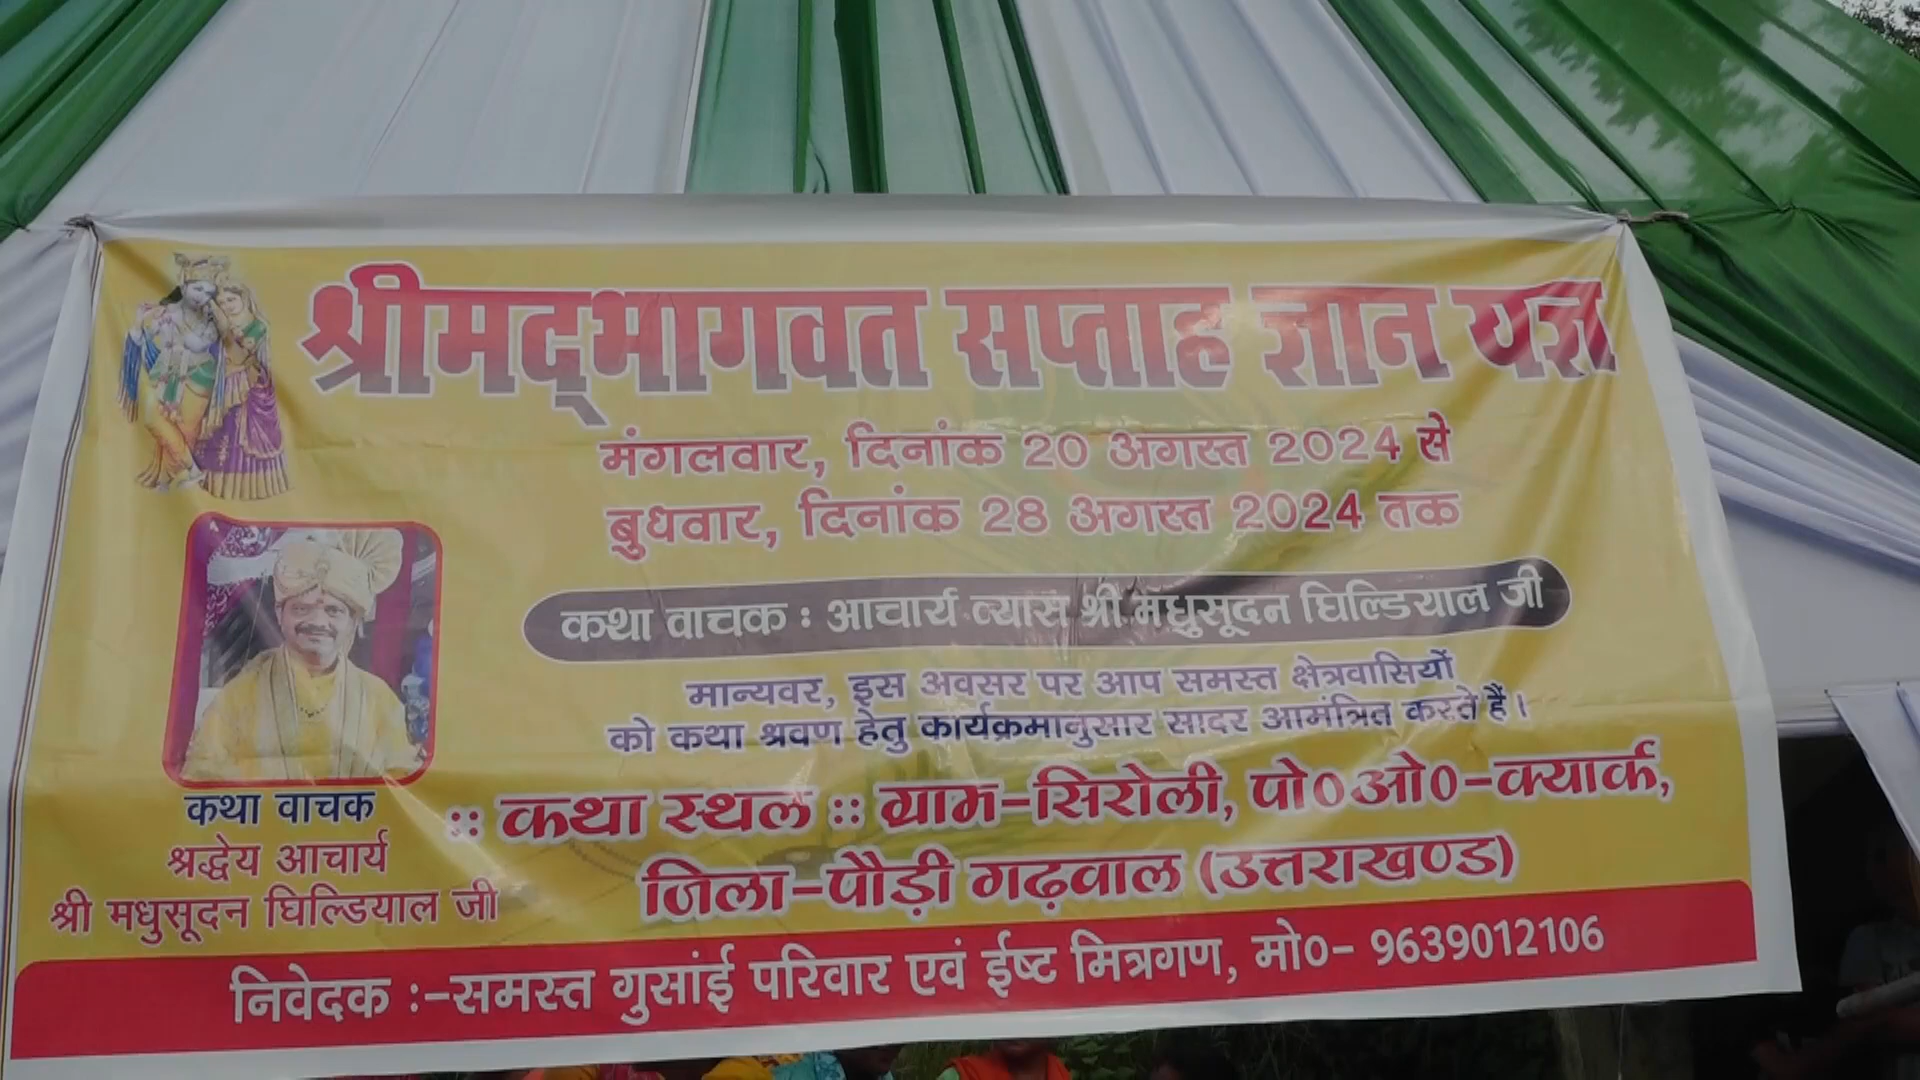 श्रीमद्‌भागवत सप्ताह ज्ञान यज्ञ
मंगलवार, दिनांक 20 अगस्त 2024 से
बुधवार, दिनांक 28 अगस्त 2024 तक
कथा वाचक : आचार्य व्यास श्री मधुसूदन घिल्डियाल जी
मान्यवर, इस अवसर पर आप समस्त क्षेत्रवासियों
को कथा श्रवण हेतु कार्यक्रमानुसार सादर आमंत्रित करते हैं।
कथा वाचक
श्रद्धेय आचार्य
श्री मधुसूदन घिल्डियाल जी
:: कथा स्थल :: ग्राम-सिरोली, पो०ओ०-क्यार्क,
जिला-पौड़ी गढ़वाल (उत्तराखण्ड)
निवेदक :-समस्त गुसांई परिवार एवं ईष्ट मित्रगण, मो०- 9639012106